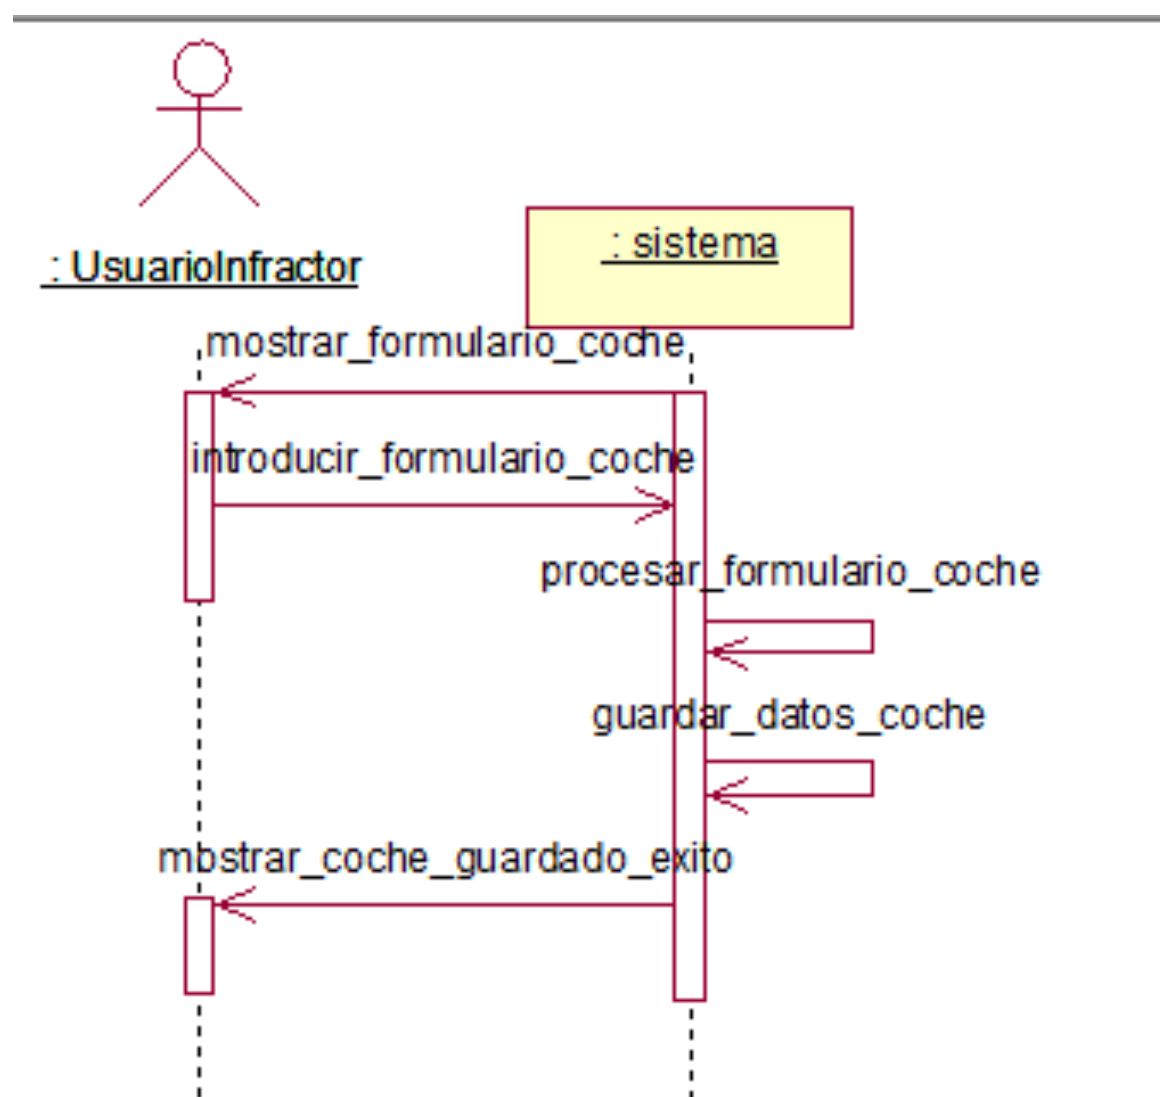 : UsuarioInfractor
: sistema
mostrar_formulario_coche
introducir_formulario_coche
procesar_formulario_coche
guardar_datos_coche
mostrar_coche_guardado_exito